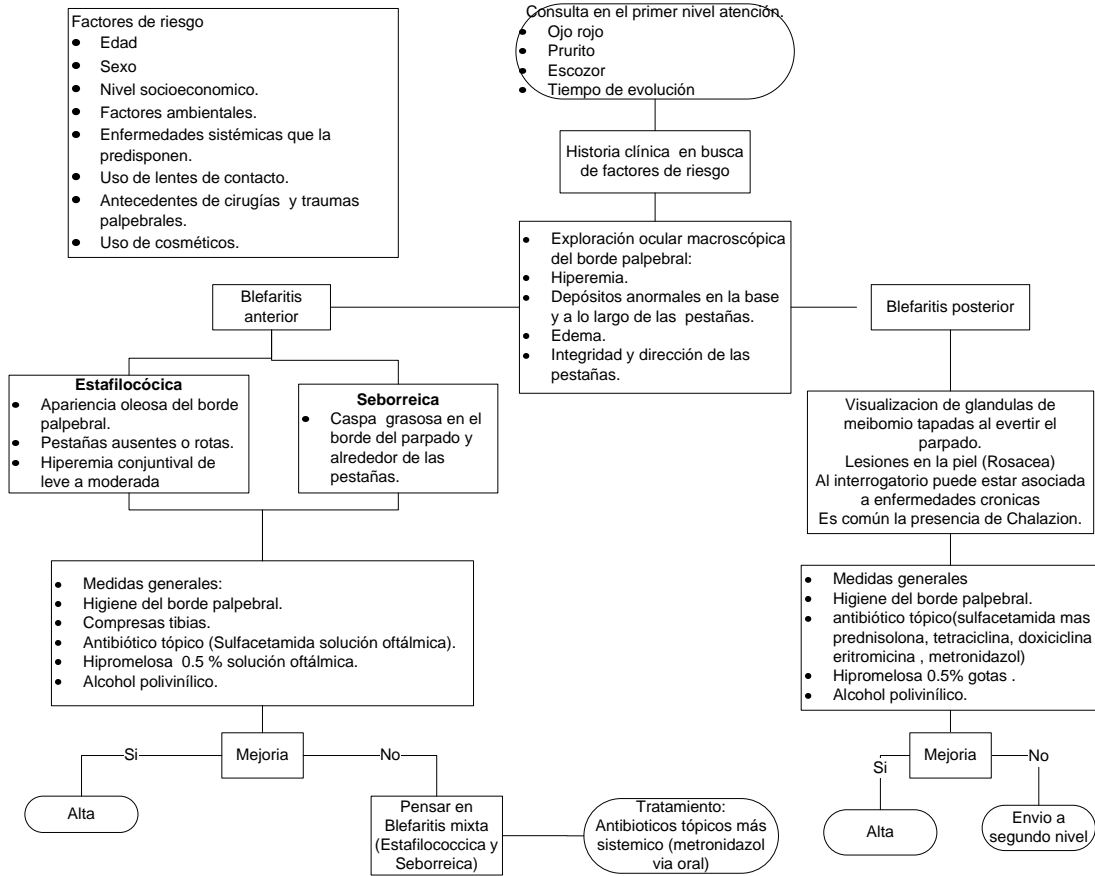 Factores de riesgo
• Edad
• Sexo
• Nivel socioeconomico.
• Factores ambientales.
• Enfermedades sistémicas que la
predisponen.
• Uso de lentes de contacto.
• Antecedentes de cirugías y traumas
palpebrales.
• Uso de cosméticos.
Consulta en el primer nivel atención.
• Ojo rojo
• Prurito
• Escozor
• Tiempo de evolución
Historia clínica en busca
de factores de riesgo
• Exploración ocular macroscópica
del borde palpebral:
• Hiperemia.
• Depósitos anormales en la base
y a lo largo de las pestañas.
• Edema.
• Integridad y dirección de las
pestañas.
Blefaritis
anterior
Blefaritis posterior
Estafilocócica
• Apariencia oleosa del borde
palpebral.
• Pestañas ausentes o rotas.
• Hiperemia conjuntival de
leve a moderada
Seborreica
• Caspa grasosa en el
borde del parpado y
alrededor de las
pestañas.
Visualizacion de glandulas de
meibomio tapadas al evertir el
parpado.
Lesiones en la piel (Rosacea)
Al interrogatorio puede estar asociada
a enfermedades cronicas
Es común la presencia de Chalazion.
• Medidas generales:
• Higiene del borde palpebral.
• Compresas tibias.
• Antibiótico tópico (Sulfacetamida solución oftálmica).
• Hipromelosa 0.5 % solución oftálmica.
• Alcohol polivinílico.
• Medidas generales
• Higiene del borde palpebral.
• antibiótico tópico(sulfacetamida mas
prednisolona, tetraciclina, doxiciclina
eritromicina , metronidazol)
• Hipromelosa 0.5% gotas .
• Alcohol polivinílico.
Si
Mejoria
No
Alta
Pensar en
Blefaritis mixta
(Estafilococcica y
Seborreica)
Tratamiento:
Antibioticos tópicos más
sistemico (metronidazol
via oral)
Si
Mejoria
No
Alta
Envio a
segundo nivel